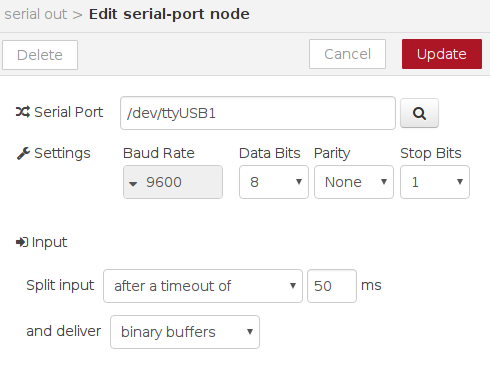 serial out > Edit serial-port node
Delete Cancel Update
Serial Port /dev/ttyUSB1
Settings Baud Rate Data Bits Parity Stop Bits
9600 8 None 1
Input
Split input after a timeout of 50 ms
and deliver binary buffers